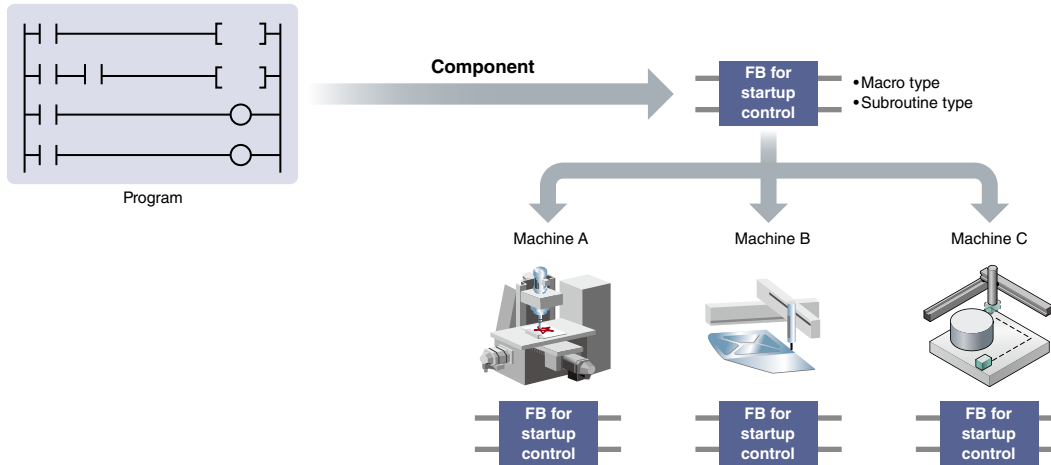 Component
FB for
startup
control
•Macro type
•Subroutine type
Program
Machine A
Machine B
Machine C
FB for
startup
control
FB for
startup
control
FB for
startup
control